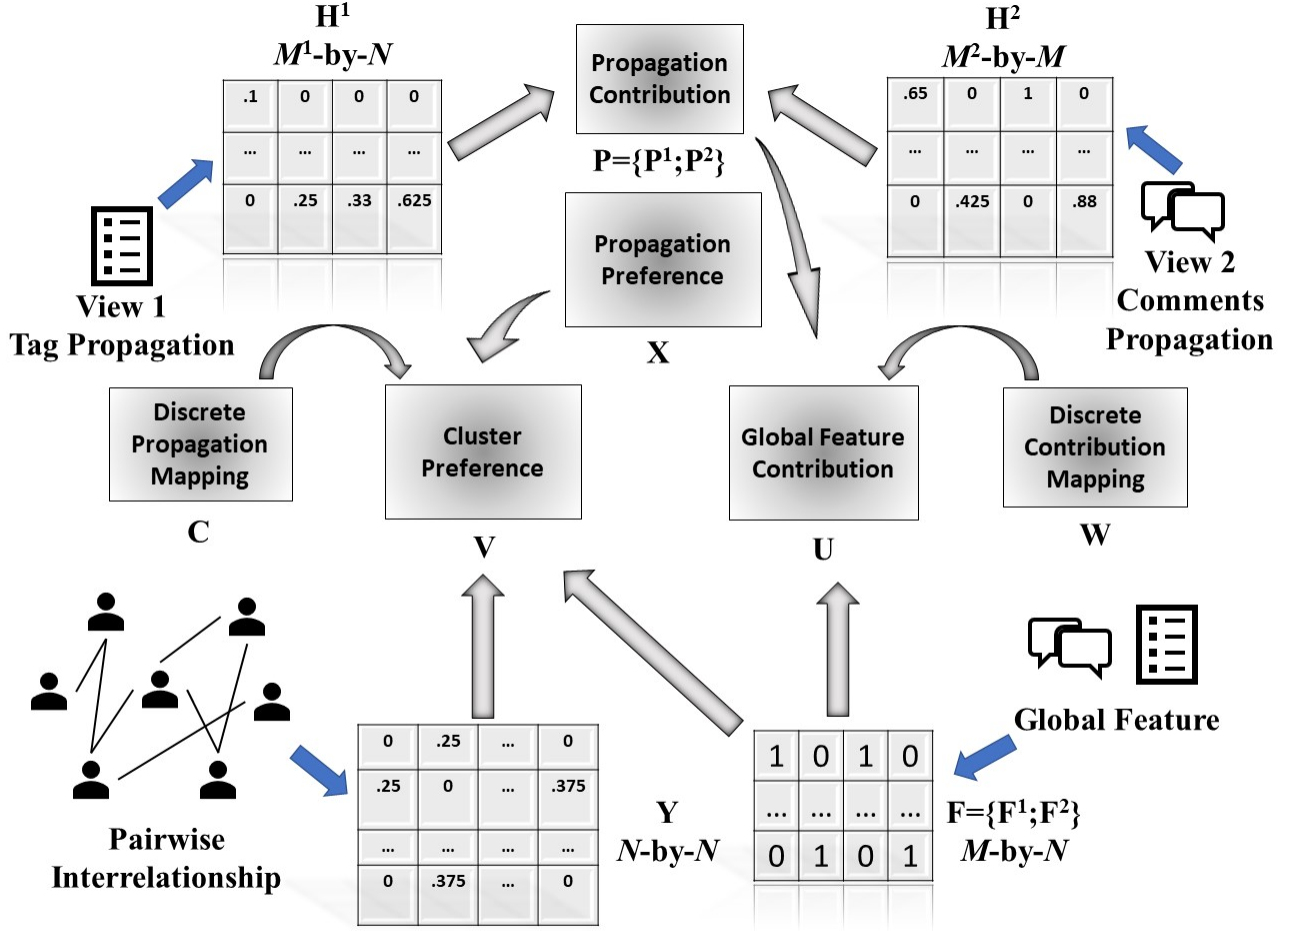 H¹
M¹-by-N
.1 0 0 0
... ... ... ...
0 .25 .33 .625
View 1
Tag Propagation
Propagation
Contribution
P={P¹;P²}
Propagation
Preference
X
H²
M²-by-M
.65 0 1 0
... ... ... ...
0 .425 0 .88
View 2
Comments
Propagation
Discrete
Propagation
Mapping
C
Cluster
Preference
V
Global Feature
Contribution
U
Discrete
Contribution
Mapping
W
Pairwise
Interrelationship
0 .25 ... 0
.25 0 ... .375
... ... ... ...
0 .375 ... 0
Y
N-by-N
1 0 1 0
... ... ... ...
0 1 0 1
Global Feature
F={F¹;F²}
M-by-N